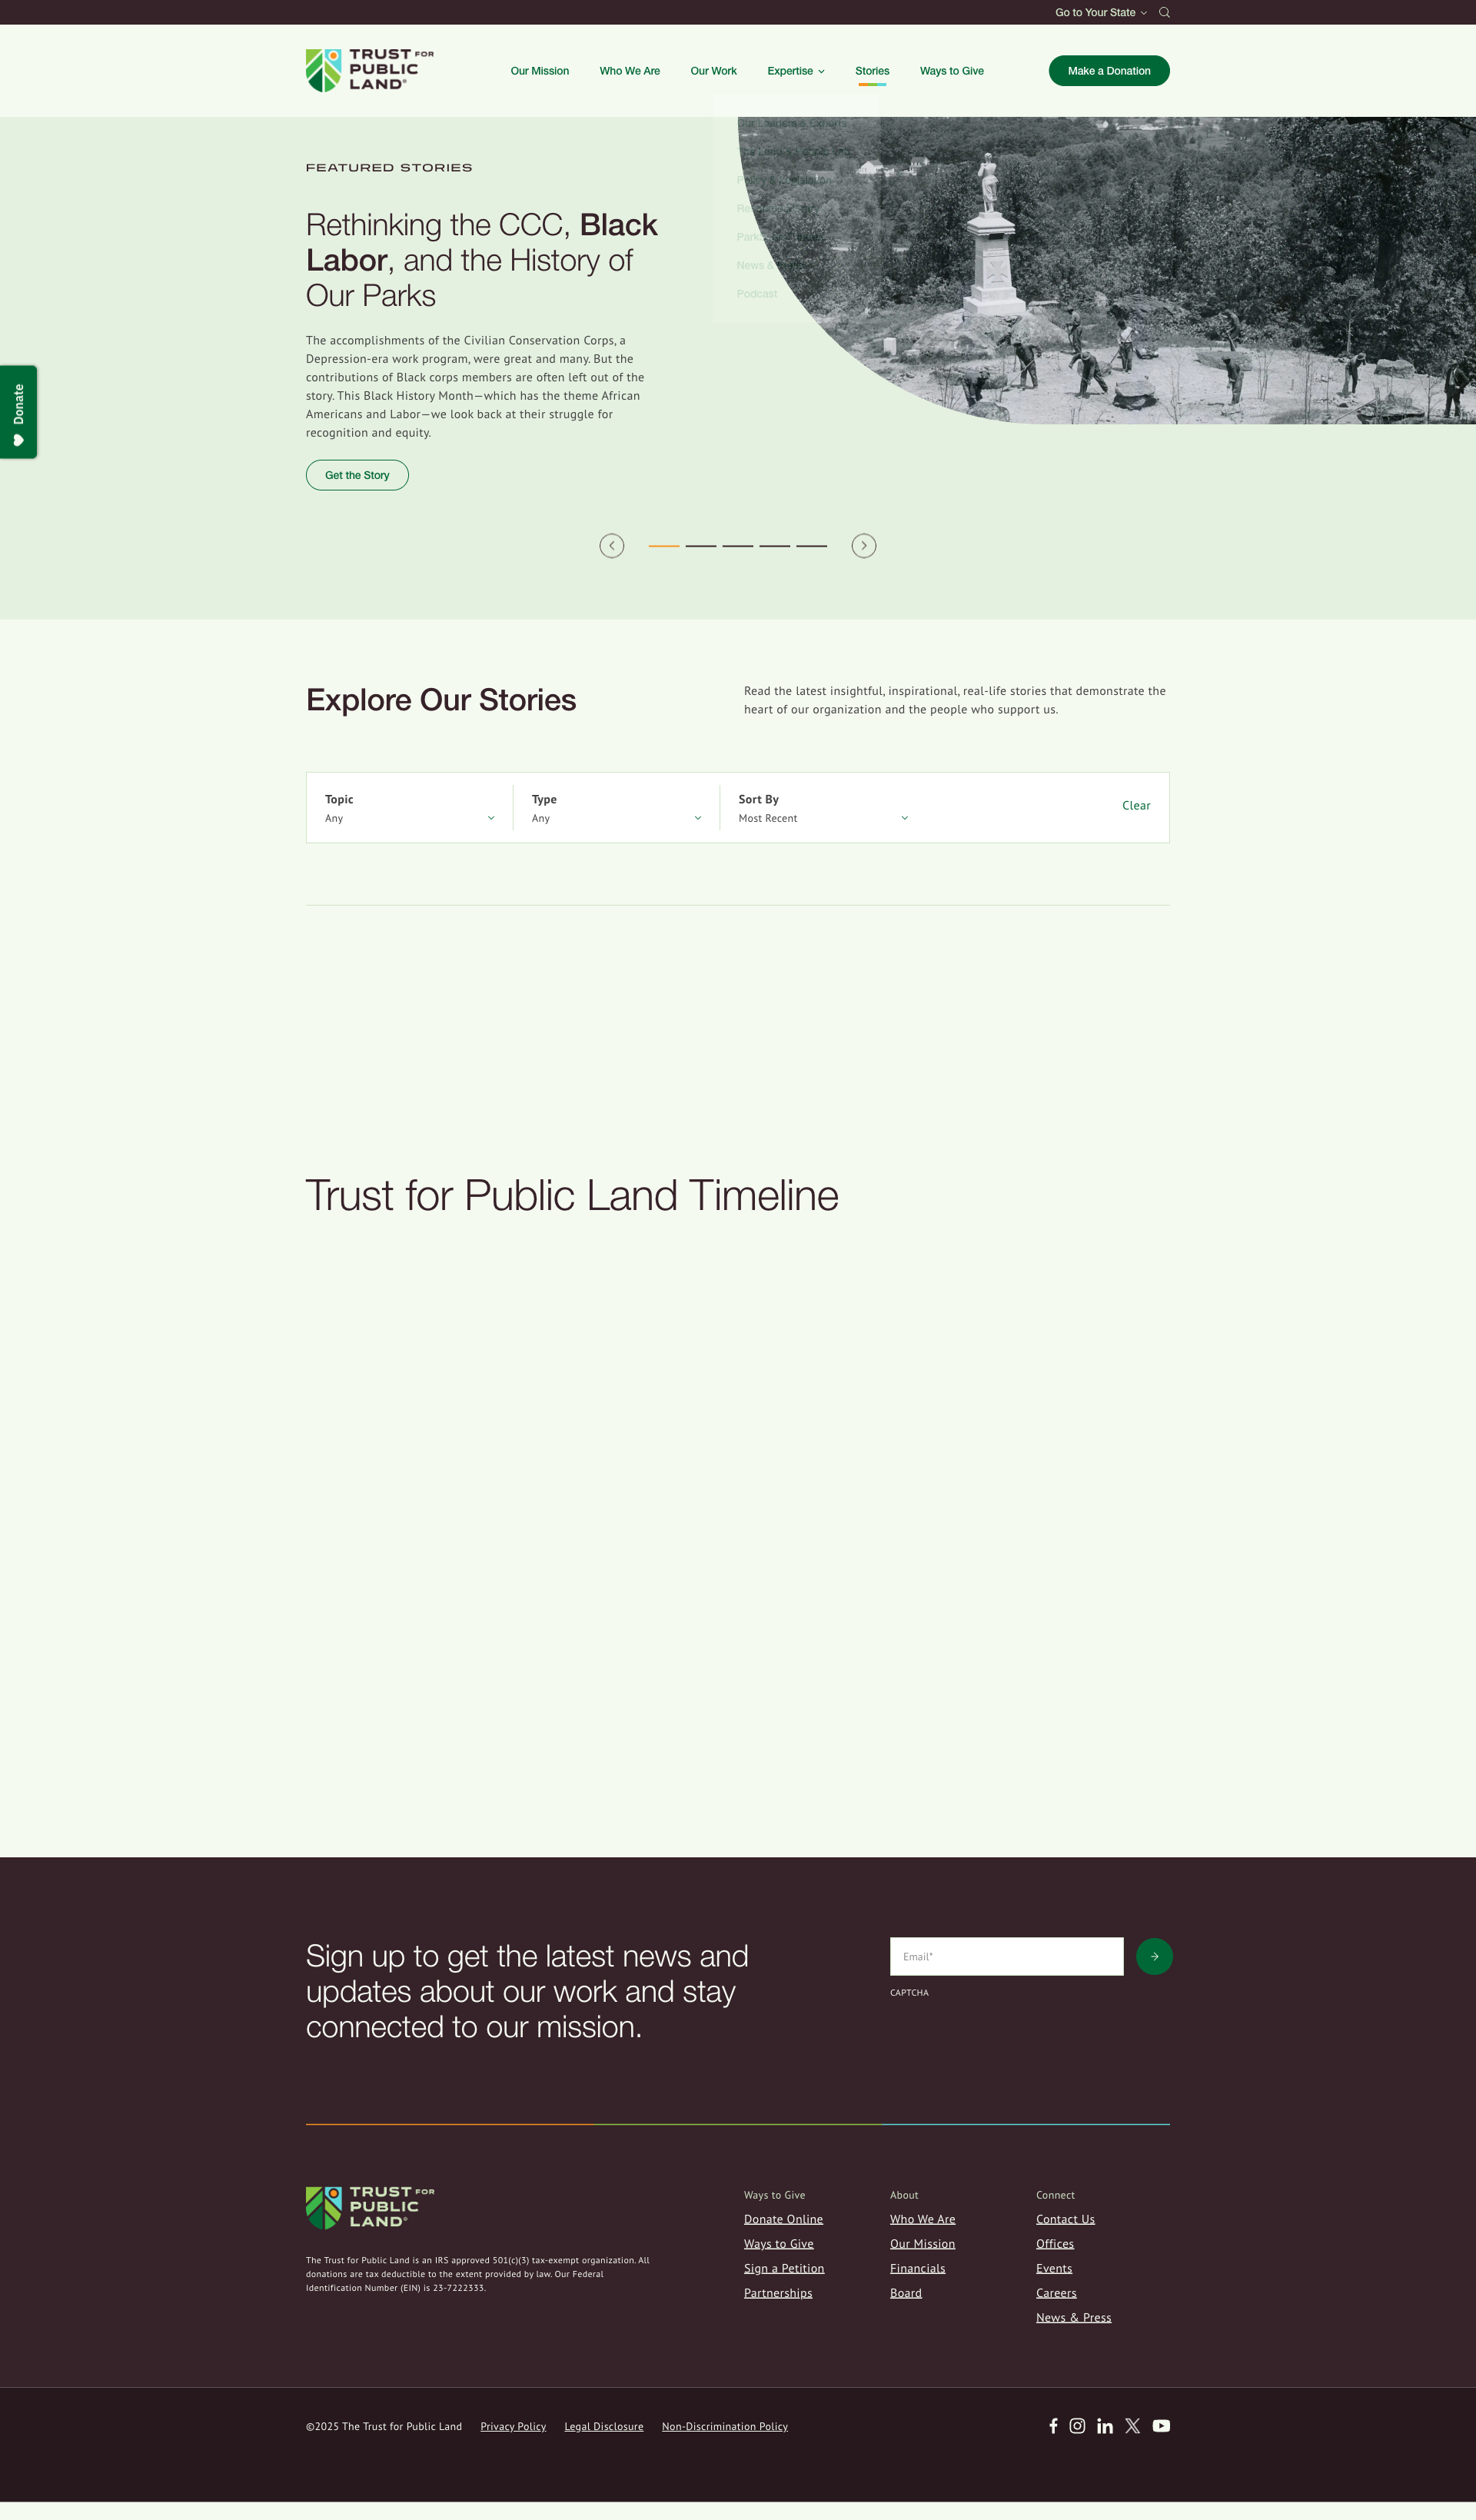 Go to Your State
TRUST FOR
PUBLIC
LAND®
Our Mission
Who We Are
Our Work
Expertise
Stories
Ways to Give
Make a Donation
FEATURED STORIES
Rethinking the CCC, Black
Labor, and the History of
Our Parks
The accomplishments of the Civilian Conservation Corps, a
Depression-era work program, were great and many. But the
contributions of Black corps members are often left out of the
story. This Black History Month—which has the theme African
Americans and Labor—we look back at their struggle for
recognition and equity.
Get the Story
News &
Podcast
Donate
Explore Our Stories
Read the latest insightful, inspirational, real-life stories that demonstrate the
heart of our organization and the people who support us.
Topic
Any
Type
Any
Sort By
Most Recent
Clear
Trust for Public Land Timeline
Sign up to get the latest news and
updates about our work and stay
connected to our mission.
Email*
CAPTCHA
TRUST FOR
PUBLIC
LAND®
The Trust for Public Land is an IRS approved 501(c)(3) tax-exempt organization. All
donations are tax deductible to the extent provided by law. Our Federal
Identification Number (EIN) is 23-7222333.
Ways to Give
Donate Online
Ways to Give
Sign a Petition
Partnerships
About
Who We Are
Our Mission
Financials
Board
Connect
Contact Us
Offices
Events
Careers
News & Press
©2025 The Trust for Public Land
Privacy Policy
Legal Disclosure
Non-Discrimination Policy